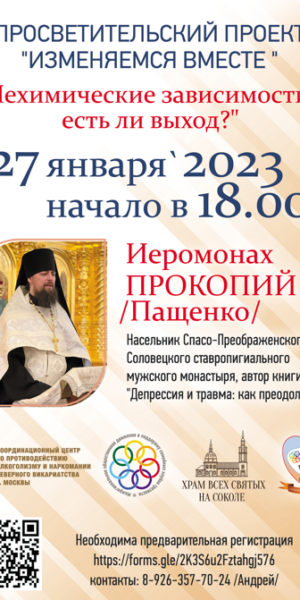 ПРОСВЕТИТЕЛЬСКИЙ ПРОЕКТ
"ИЗМЕНЯЕМСЯ ВМЕСТЕ "
Нехимические зависимости
есть ли выход?"
27 января` 2023
начало в 18.00
Иеромонах
ПРОКОПИЙ
/Пащенко/
Насельник Спасо-Преображенского
Соловецкого ставропигиального
мужского монастыря, автор книги
"Депрессия и травма: как преодол
КООРДИНАЦИОННЫЙ ЦЕНТР
ПО ПРОТИВОДЕЙСТВИЮ
АЛКОГОЛИЗМУ И НАРКОМАНИИ
СЕВЕРНОГО ВИКАРИАТСТВА
МОСКВЫ
ХРАМ ВСЕХ СВЯТЫХ
НА СОКОЛЕ
Необходима предварительная регистрация
https://forms.gle/2K3S6u2Fztahgj576
контакты: 8-926-357-70-24 /Андрей/